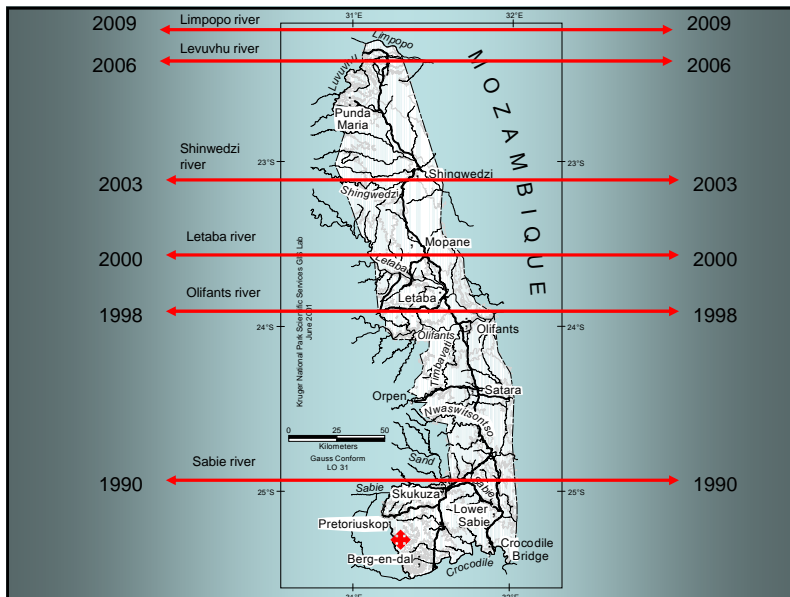 31°E 32°E
2009 Limpopo river 2009
Limpopo
Levuvhu river
2006 2006
Luvuvhu
MOZAMBIQUE
Punda
Maria
Shinwedzi
river
23°S 23°S
Shingwedzi
2003 2003
Shingwedzi
Letaba river
Mopane
2000 2000
Letaba
Kruger National Park Scientific Services GIS Lab
June 2001
Olifants river
Letaba
1998 1998
24°S 24°S
Olifants
Olifants
Timbavati
Orpen
Satara
Nwaswitsontso
0 25 50
Kilometers
Gauss Conform
LO 31
Sand
Sabie river
1990 1990
Sabie
Sabie
25°S 25°S
Skukuza
Lower
Sabie
Pretoriuskop
Crocodile
Bridge
Berg-en-dal
Crocodile
31°E 32°E